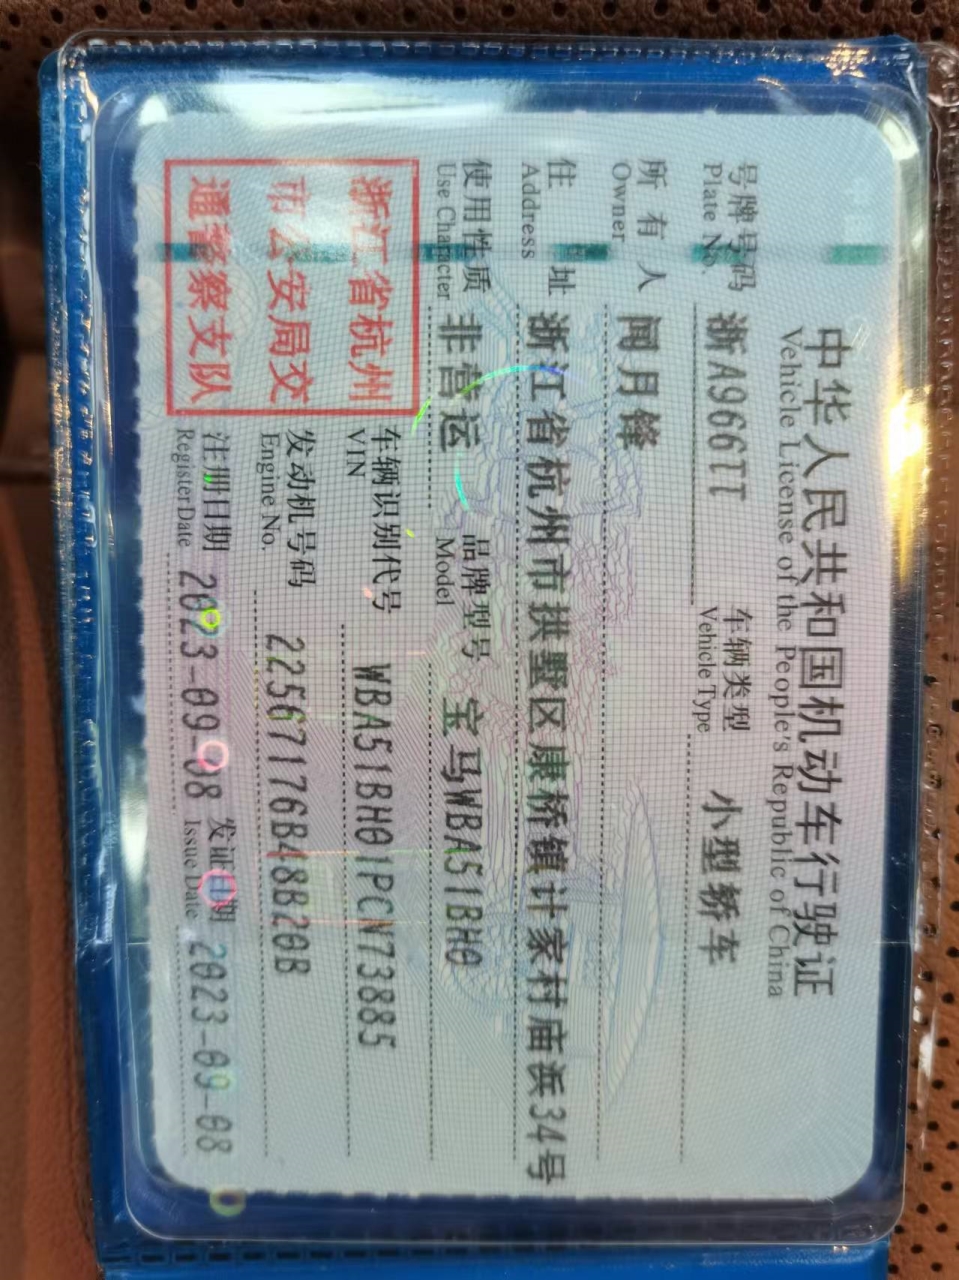 中华人民共和国机动车行驶证
Vehicle License of the People's Republic of China
号牌号码 浙A966TT 车辆类型 小型轿车
Plate No. Vehicle Type
所有人 闻月锋
Owner
住址 浙江省杭州市拱墅区康桥镇计家村庙浜34号
Address
使用性质 非营运 品牌型号 宝马WBA51BH0
Use Character Model
浙江省杭州
市公安局交
通警察支队
车辆识别代号 WBA51BH01PCN73885
VIN
发动机号码 22567176B48B20B
Engine No.
注册日期 2023-09-08 发证日期 2023-09-08
Register Date Issue Date